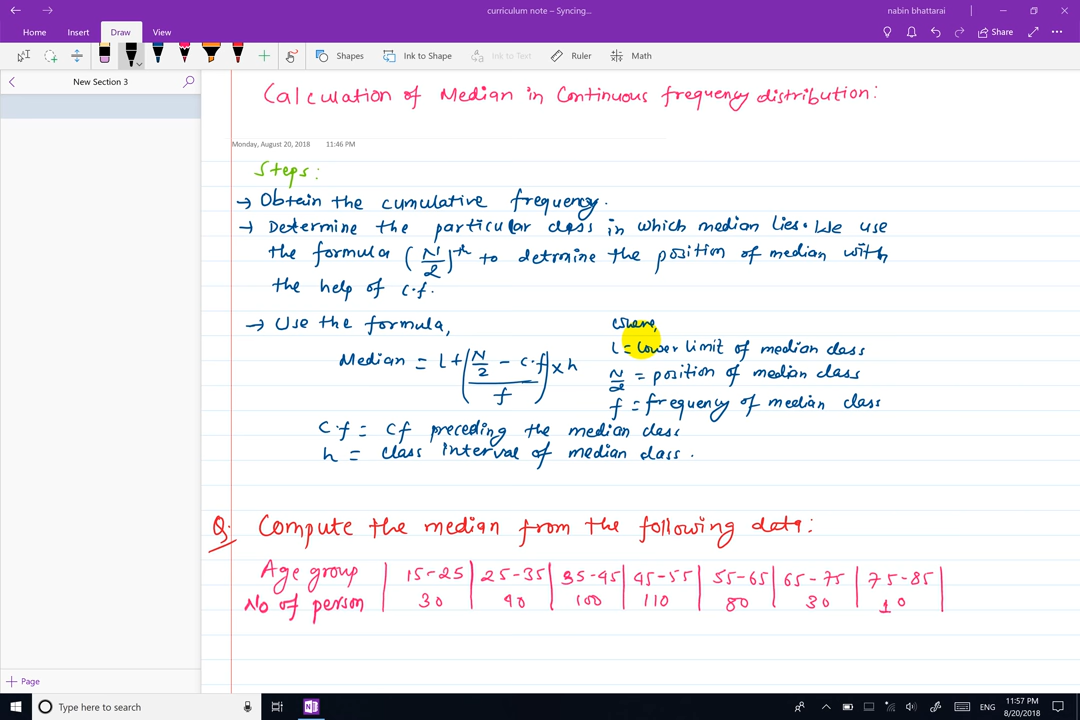 curriculum note – Syncing...
nabin bhattarai
Home Insert Draw View
Share
Shapes Ink to Shape Ink to Text Ruler Math
New Section 3
Calculation of Median in Continuous frequency distribution:
Monday, August 20, 2018 11:46 PM
Steps:
→ Obtain the cumulative frequency.
→ Determine the particular class in which median lies. We use
the formula (N/2)th to detrmine the position of median with
the help of c.f.
→ Use the formula,
where,
Median = l + (N/2 - c.f / f) × h
l = lower limit of median class
N/2 = position of median class
f = frequency of median class
c.f = cf preceding the median class
h = class interval of median class.
Q. Compute the median from the following data:
Age group | 15-25 | 25-35 | 35-45 | 45-55 | 55-65 | 65-75 | 75-85 |
No of person | 30 | 40 | 100 | 110 | 80 | 30 | 10 |
+ Page
Type here to search
ENG
11:57 PM
8/20/2018